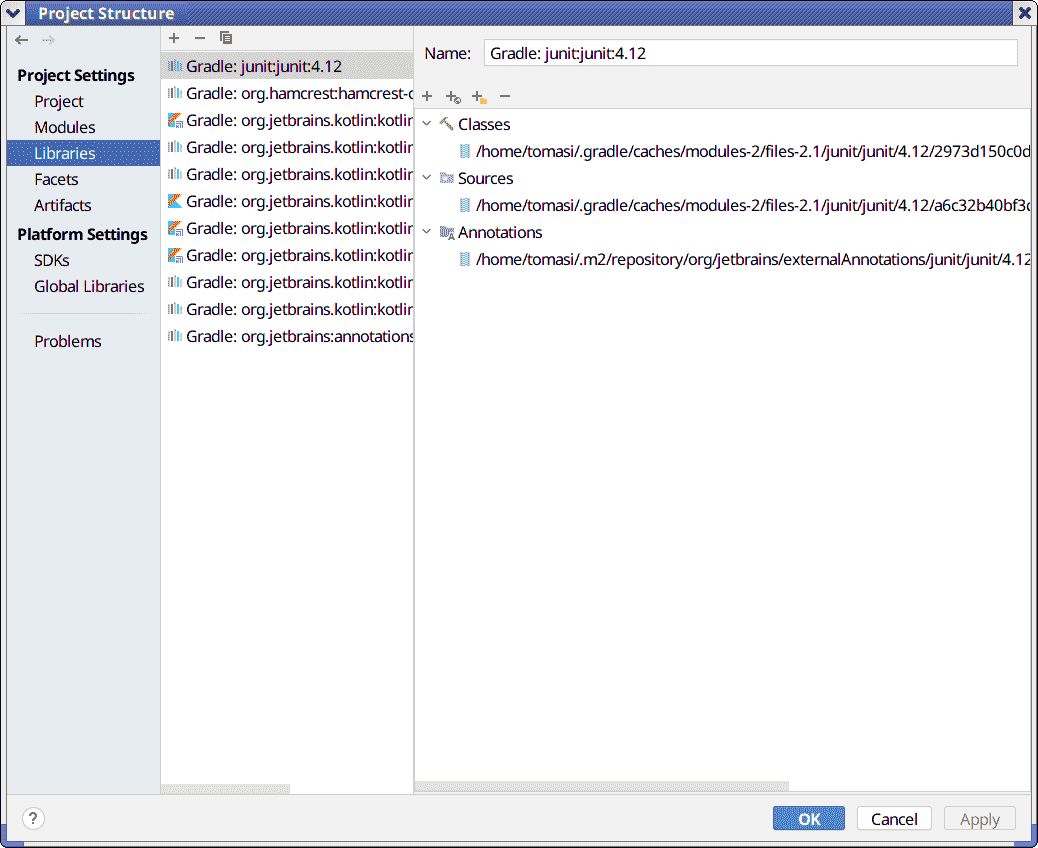 Project Structure
Project Settings
Project
Modules
Libraries
Facets
Artifacts
Platform Settings
SDKs
Global Libraries
Problems
Gradle: junit:junit:4.12
Gradle: org.hamcrest:hamcrest-c
Gradle: org.jetbrains.kotlin:kotlin
Gradle: org.jetbrains.kotlin:kotlin
Gradle: org.jetbrains.kotlin:kotlin
Gradle: org.jetbrains.kotlin:kotlin
Gradle: org.jetbrains.kotlin:kotlin
Gradle: org.jetbrains.kotlin:kotlin
Gradle: org.jetbrains.kotlin:kotlin
Gradle: org.jetbrains.kotlin:kotlin
Gradle: org.jetbrains:annotations
Name: Gradle: junit:junit:4.12
Classes
/home/tomasi/.gradle/caches/modules-2/files-2.1/junit/junit/4.12/2973d150c0d
Sources
/home/tomasi/.gradle/caches/modules-2/files-2.1/junit/junit/4.12/a6c32b40bf3c
Annotations
/home/tomasi/.m2/repository/org/jetbrains/externalAnnotations/junit/junit/4.12
?
OK
Cancel
Apply